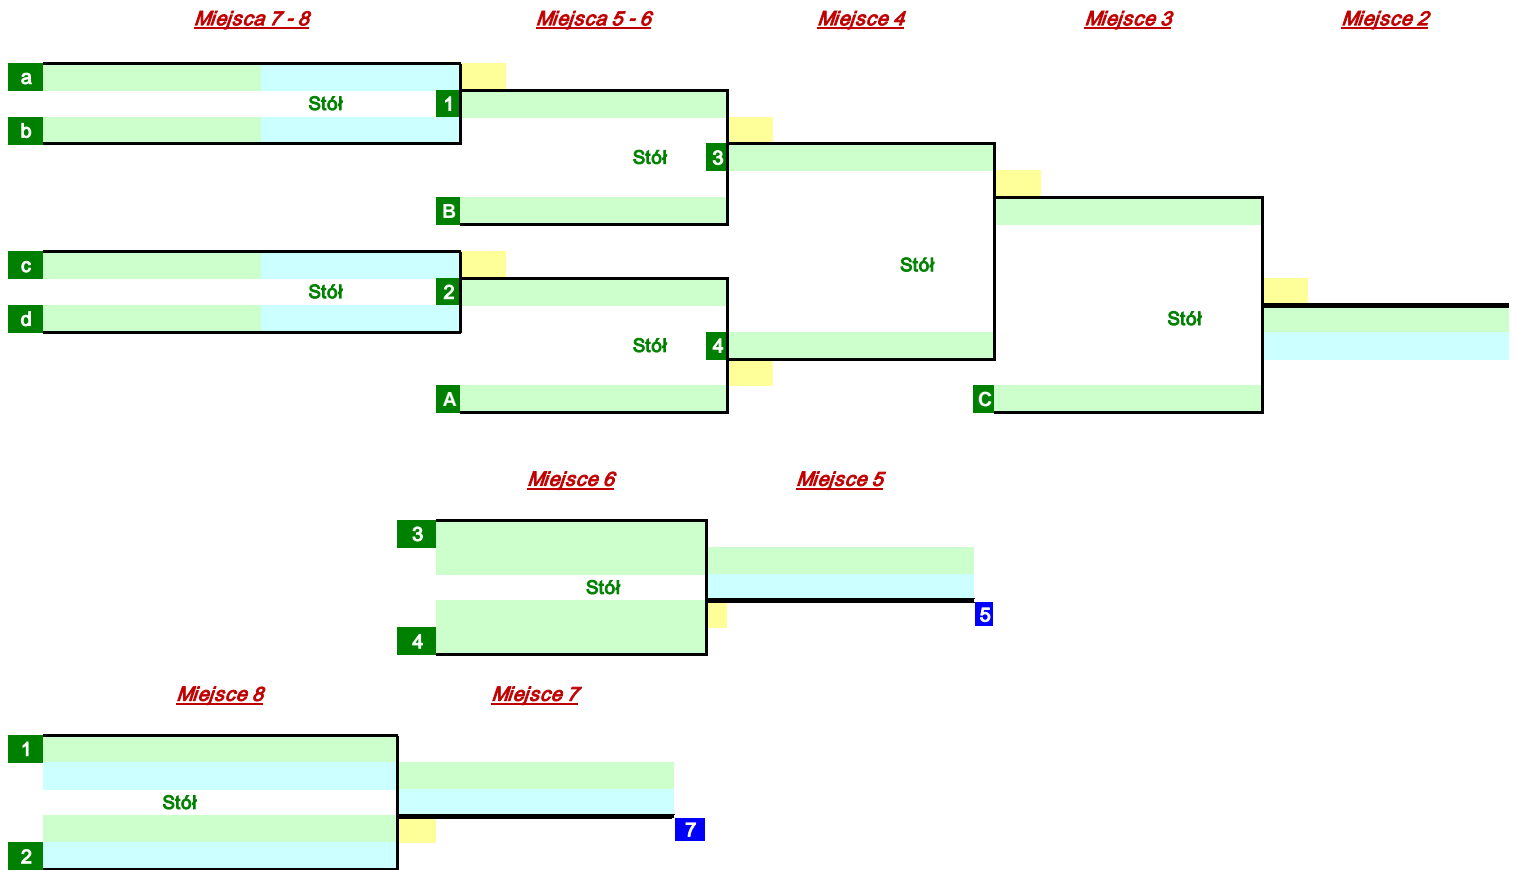 Miejsca 7 - 8 Miejsca 5 - 6 Miejsce 4 Miejsce 3 Miejsce 2
a
Stół 1
b
Stół 3
B
c
Stół
Stół 2
d
Stół
Stół 4
A C
Miejsce 6 Miejsce 5
3
Stół
5
4
Miejsce 8 Miejsce 7
1
Stół
7
2